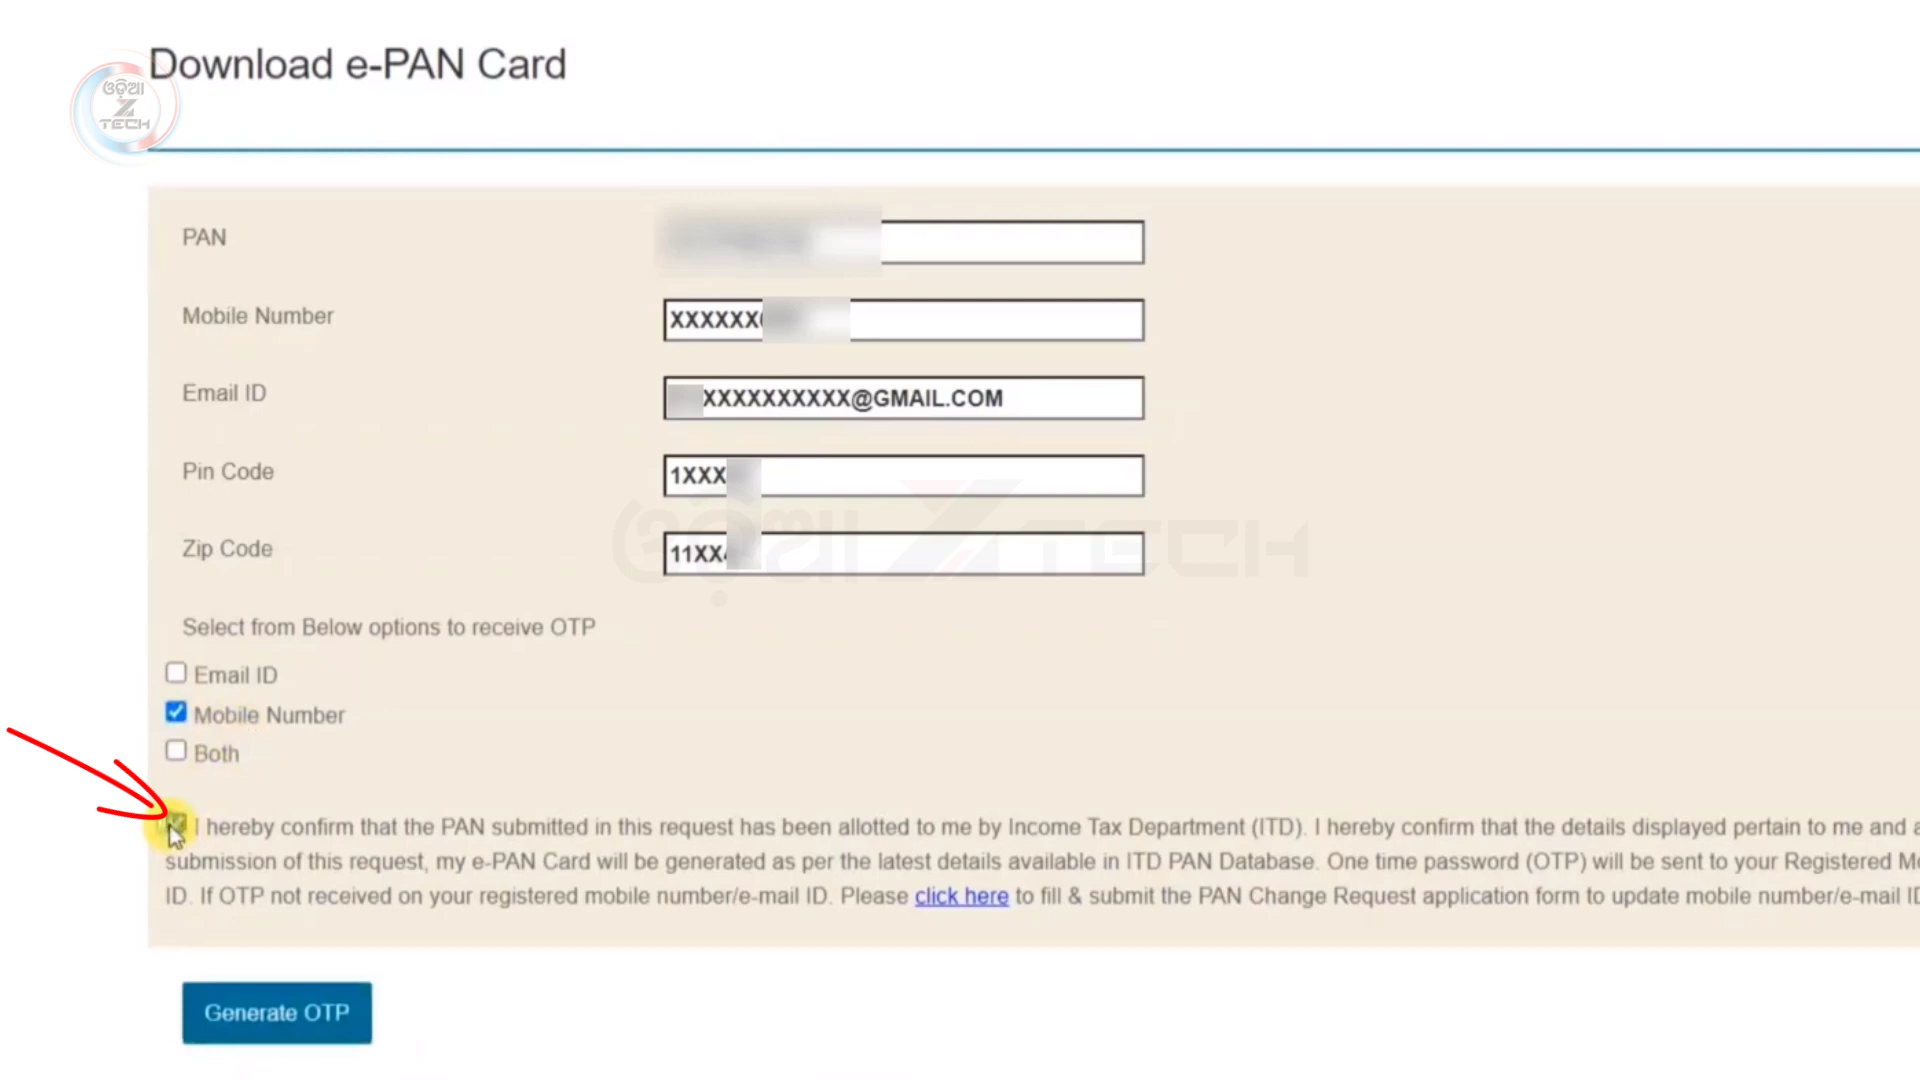 Download e-PAN Card
ଓଡ଼ିଆ
Z
TECH
PAN
Mobile Number
XXXXXX
Email ID
XXXXXXXXXX@GMAIL.COM
Pin Code
1XXX
Zip Code
11XX
ଓଡ଼ିଆ Z TECH
Select from Below options to receive OTP
Email ID
Mobile Number
Both
I hereby confirm that the PAN submitted in this request has been allotted to me by Income Tax Department (ITD). I hereby confirm that the details displayed pertain to me and
submission of this request, my e-PAN Card will be generated as per the latest details available in ITD PAN Database. One time password (OTP) will be sent to your Registered
ID. If OTP not received on your registered mobile number/e-mail ID. Please click here to fill & submit the PAN Change Request application form to update mobile number/e-mail
Generate OTP